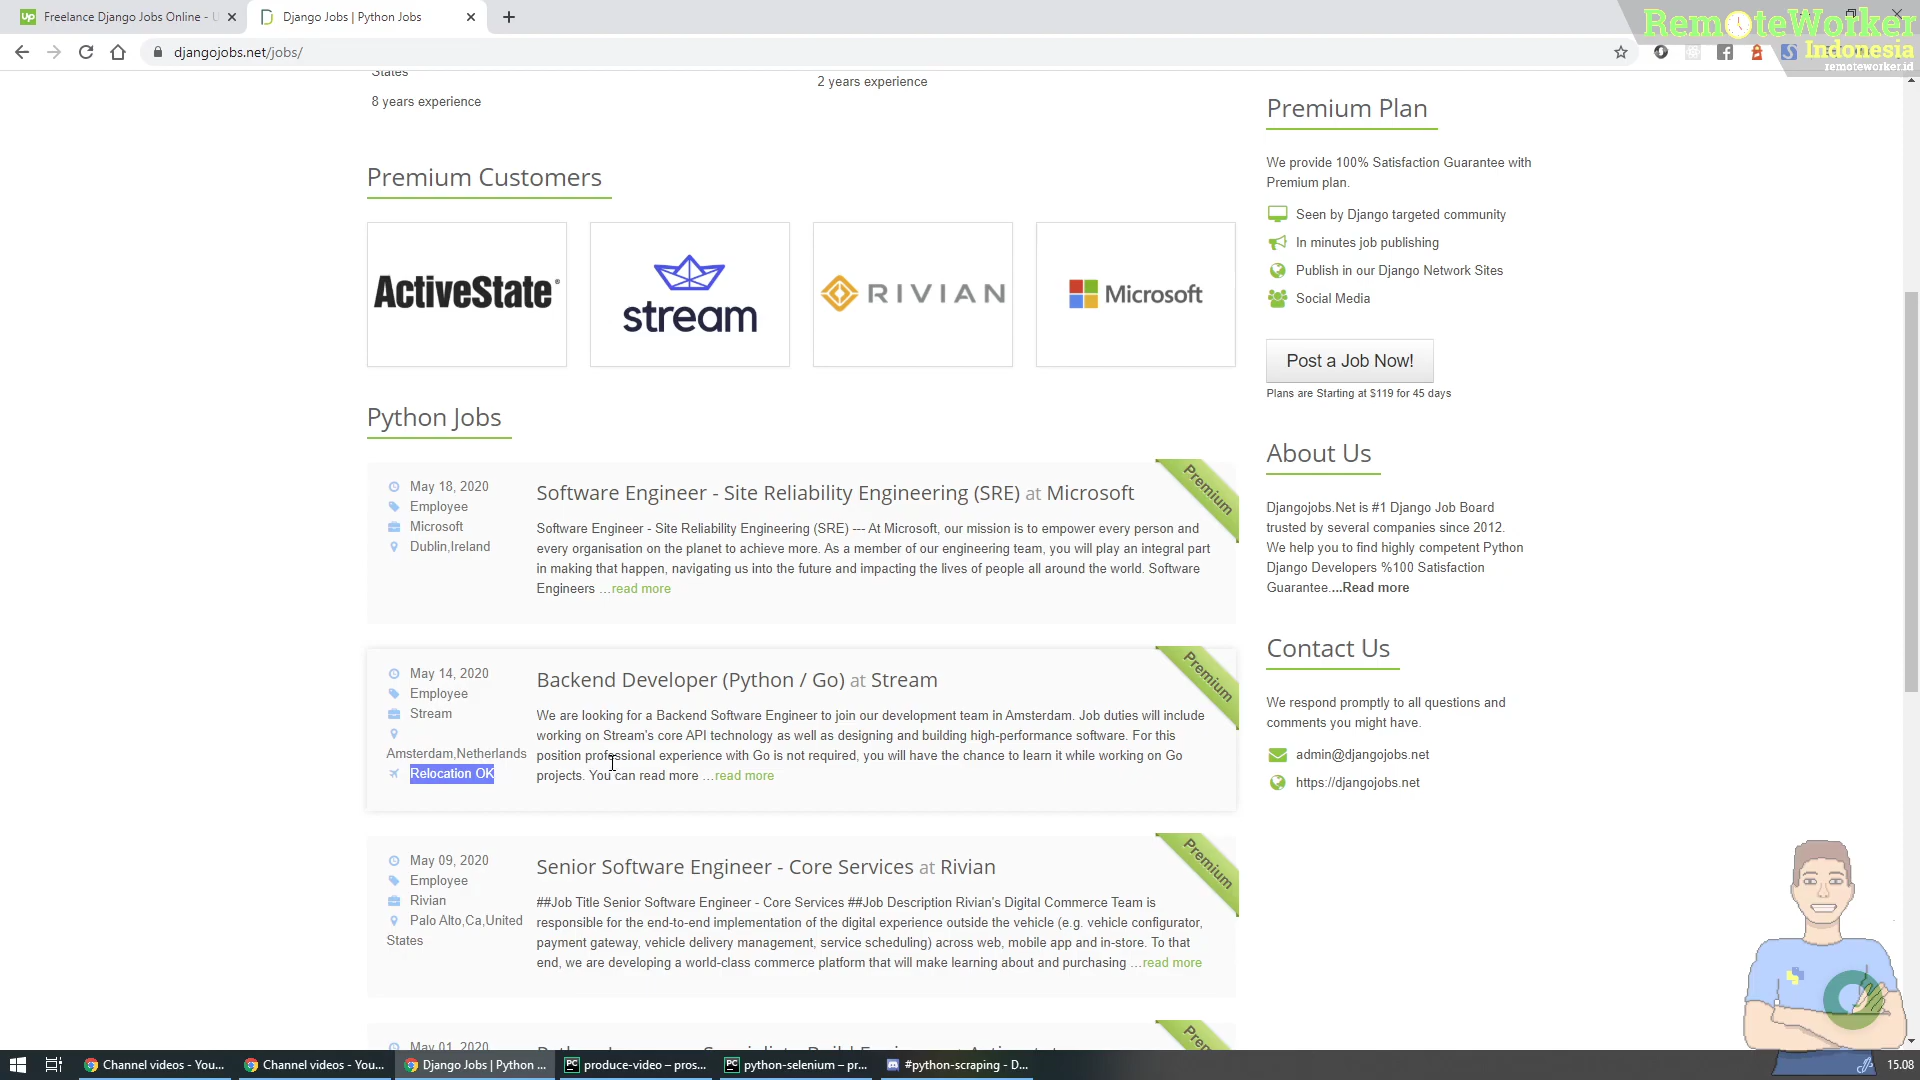 Freelance Django Jobs Online -
Django Jobs | Python Jobs
djangojobs.net/jobs/
RemoteWorker
Indonesia
remoteworker.id
States
8 years experience
2 years experience
Premium Customers
ActiveState
stream
RIVIAN
Microsoft
Python Jobs
May 18, 2020
Employee
Microsoft
Dublin,Ireland
Software Engineer - Site Reliability Engineering (SRE) at Microsoft
Premium
Software Engineer - Site Reliability Engineering (SRE) --- At Microsoft, our mission is to empower every person and
every organisation on the planet to achieve more. As a member of our engineering team, you will play an integral part
in making that happen, navigating us into the future and impacting the lives of people all around the world. Software
Engineers ...read more
May 14, 2020
Employee
Stream
Amsterdam,Netherlands
Relocation OK
Backend Developer (Python / Go) at Stream
Premium
We are looking for a Backend Software Engineer to join our development team in Amsterdam. Job duties will include
working on Stream's core API technology as well as designing and building high-performance software. For this
position professional experience with Go is not required, you will have the chance to learn it while working on Go
projects. You can read more ...read more
May 09, 2020
Employee
Rivian
Palo Alto,Ca,United
States
Senior Software Engineer - Core Services at Rivian
Premium
##Job Title Senior Software Engineer - Core Services ##Job Description Rivian's Digital Commerce Team is
responsible for the end-to-end implementation of the digital experience outside the vehicle (e.g. vehicle configurator,
payment gateway, vehicle delivery management, service scheduling) across web, mobile app and in-store. To that
end, we are developing a world-class commerce platform that will make learning about and purchasing ...read more
May 01, 2020
Premium Plan
We provide 100% Satisfaction Guarantee with
Premium plan.
Seen by Django targeted community
In minutes job publishing
Publish in our Django Network Sites
Social Media
Post a Job Now!
Plans are Starting at $119 for 45 days
About Us
Djangojobs.Net is #1 Django Job Board
trusted by several companies since 2012.
We help you to find highly competent Python
Django Developers %100 Satisfaction
Guarantee....Read more
Contact Us
We respond promptly to all questions and
comments you might have.
admin@djangojobs.net
https://djangojobs.net
Channel videos - You...
Channel videos - You...
Django Jobs | Python ...
produce-video – pros...
python-selenium – pr...
#python-scraping - D...
15.08